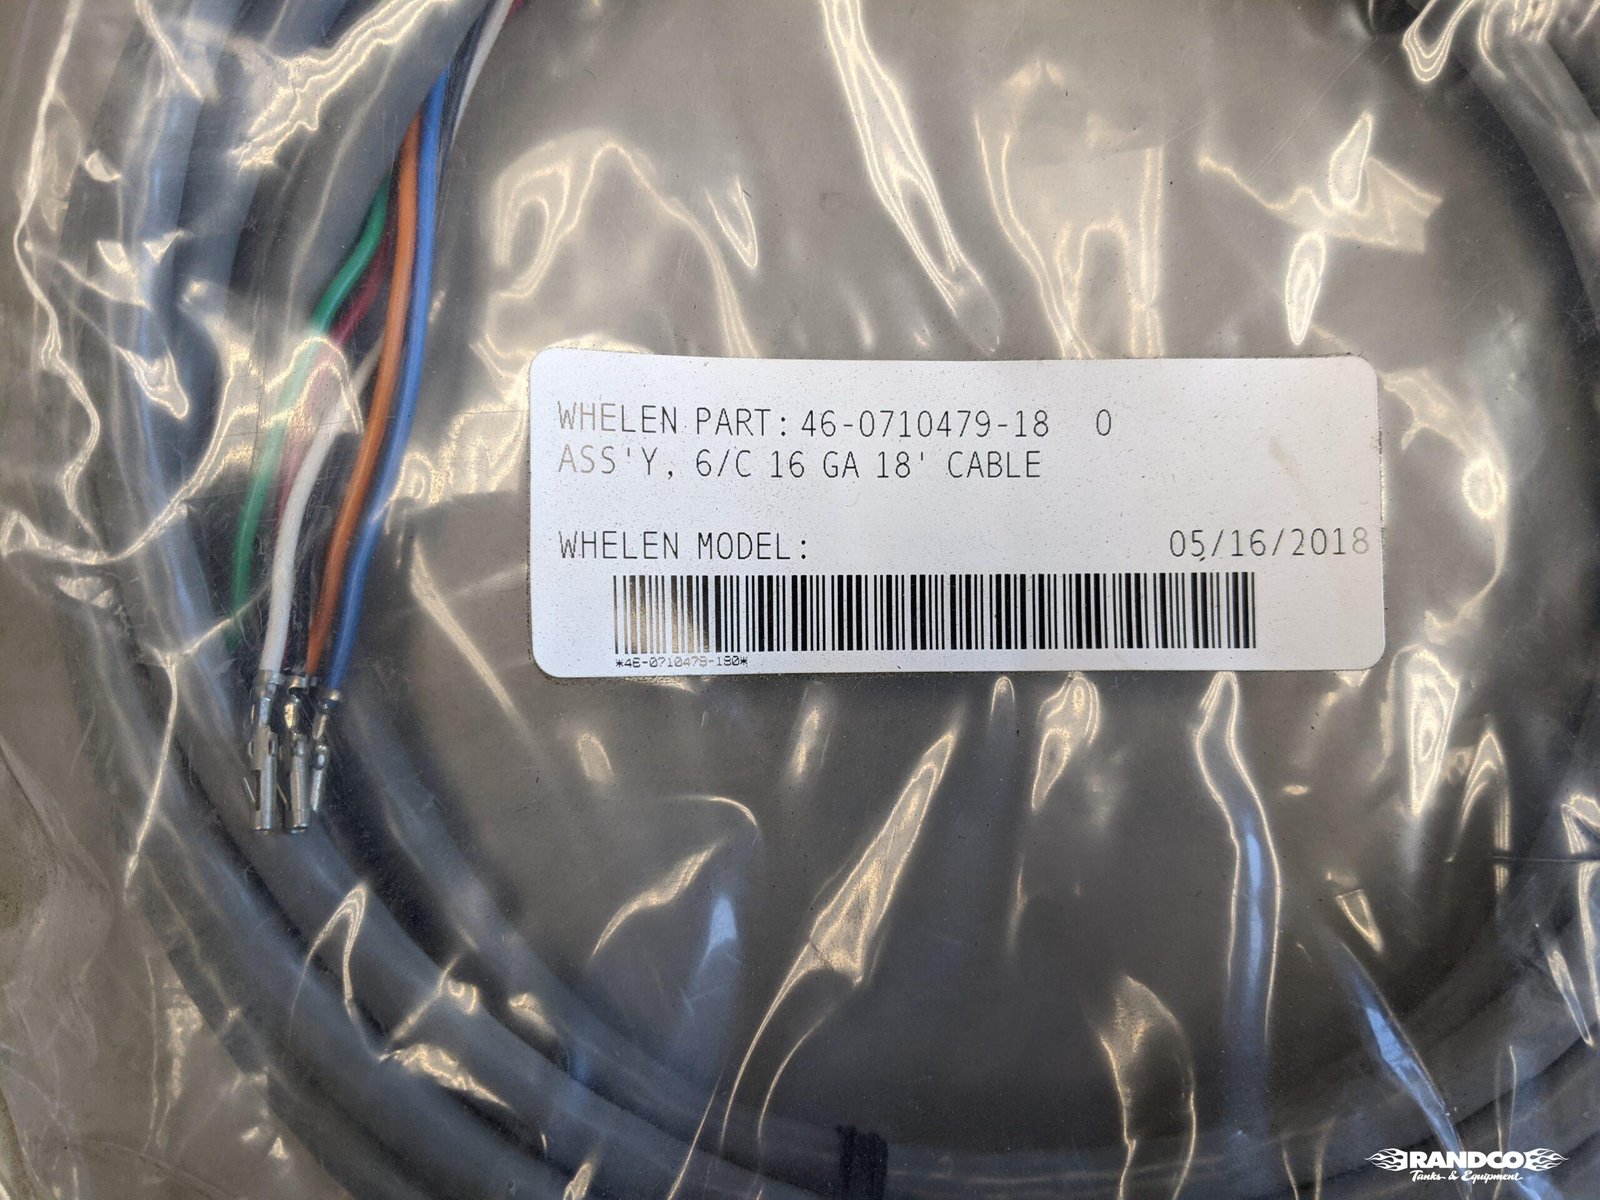 WHELEN PART: 46-0710479-18 0
ASS'Y, 6/C 16 GA 18' CABLE
WHELEN MODEL: 05/16/2018
*46-0710479-180*
RANDCO
Tanks & Equipment